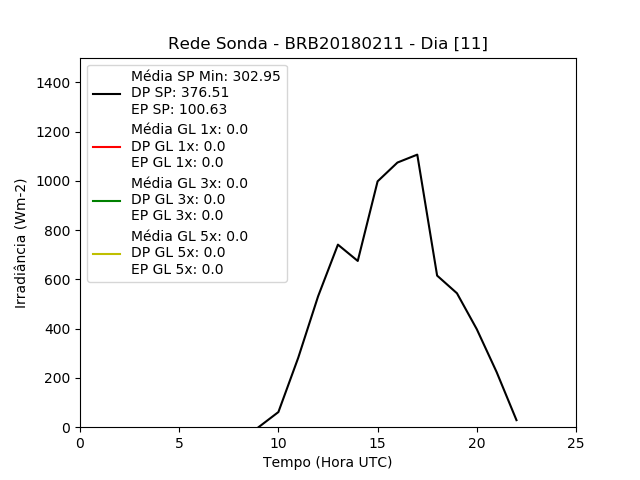 Rede Sonda - BRB20180211 - Dia [11]
Média SP Min: 302.95
DP SP: 376.51
EP SP: 100.63
Média GL 1x: 0.0
DP GL 1x: 0.0
EP GL 1x: 0.0
Média GL 3x: 0.0
DP GL 3x: 0.0
EP GL 3x: 0.0
Média GL 5x: 0.0
DP GL 5x: 0.0
EP GL 5x: 0.0
Irradiância (Wm-2)
1400
1200
1000
800
600
400
200
0
0 5 10 15 20 25
Tempo (Hora UTC)